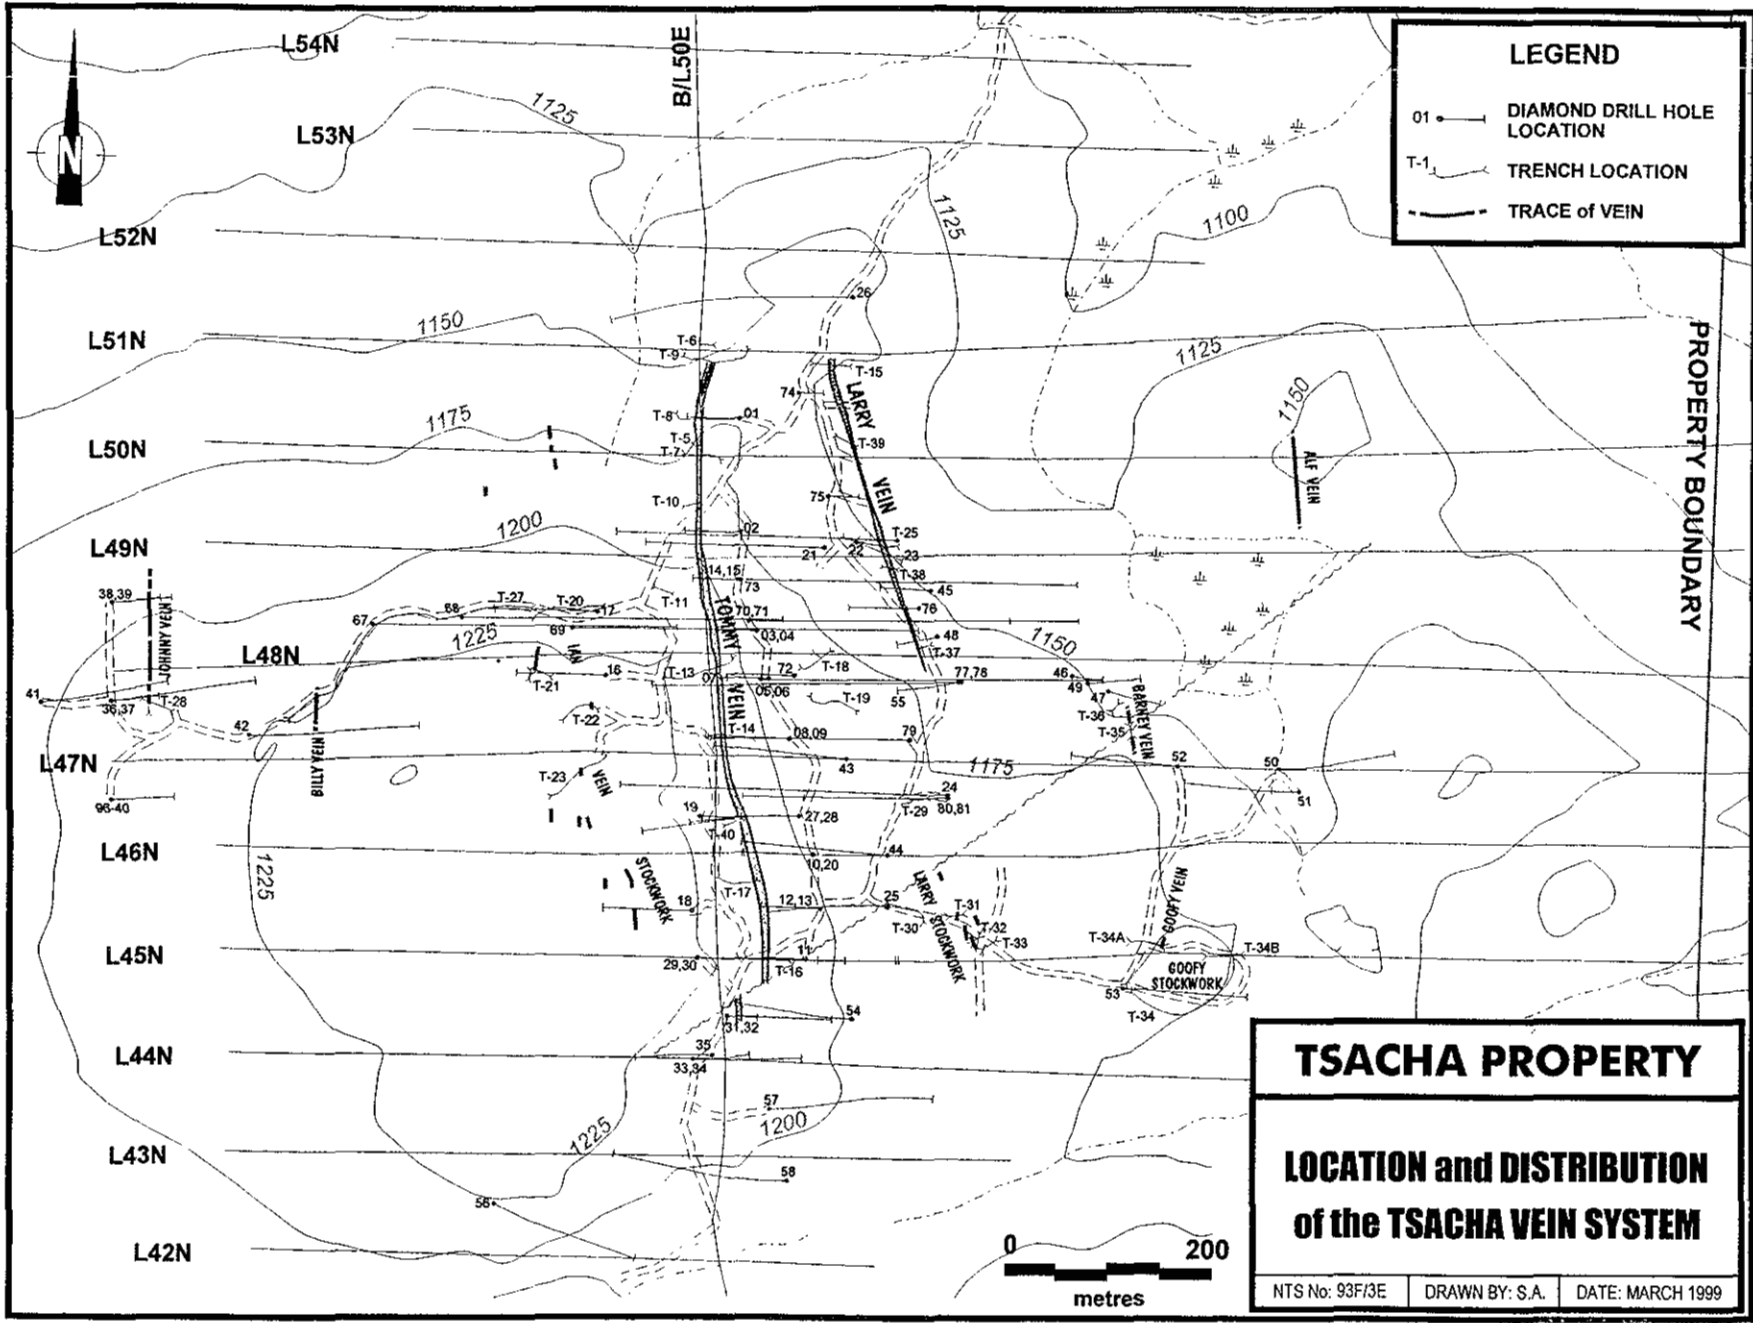 LEGEND
01 DIAMOND DRILL HOLE
LOCATION
T-1 TRENCH LOCATION
TRACE of VEIN
N
B/L50E
L54N
L53N
1125
L52N
1125
1100
26
L51N
1150
T-6
T-9
T-15
1125
1150
PROPERTY BOUNDARY
74
LARRY
VEIN
T-8
01
1175
T-5
T-7
T-39
L50N
ALF VEIN
75
T-10
1200
02
T-25
L49N
21
22
23
14,15
T-38
73
45
38,39
JOHNNY VEIN
T-27
T-20
17
T-11
TOMMY
VEIN
70,71
76
67
68
69
1225
03,04
48
1150
IAN
VEIN
T-37
L48N
T-21
16
T-13
07
72
T-18
05,06
77,78
46
49
47
41
36,37
T-28
T-19
55
T-36
BARNEY VEIN
T-22
T-35
42
BILLY VEIN
T-14
08,09
79
L47N
T-23
43
1175
52
50
51
96-40
24
80,81
T-29
19
T-40
27,28
L46N
10,20
44
1225
STOCKWORK
T-17
LARRY STOCKWORK
GOOFY VEIN
18
12,13
25
T-30
T-31
T-32
T-33
T-34A
T-34B
L45N
29,30
11
T-16
GOOFY
STOCKWORK
53
T-34
31,32
54
L44N
35
33,34
57
1225
1200
L43N
58
56
L42N
0 200
metres
TSACHA PROPERTY
LOCATION and DISTRIBUTION
of the TSACHA VEIN SYSTEM
NTS No: 93F/3E DRAWN BY: S.A. DATE: MARCH 1999